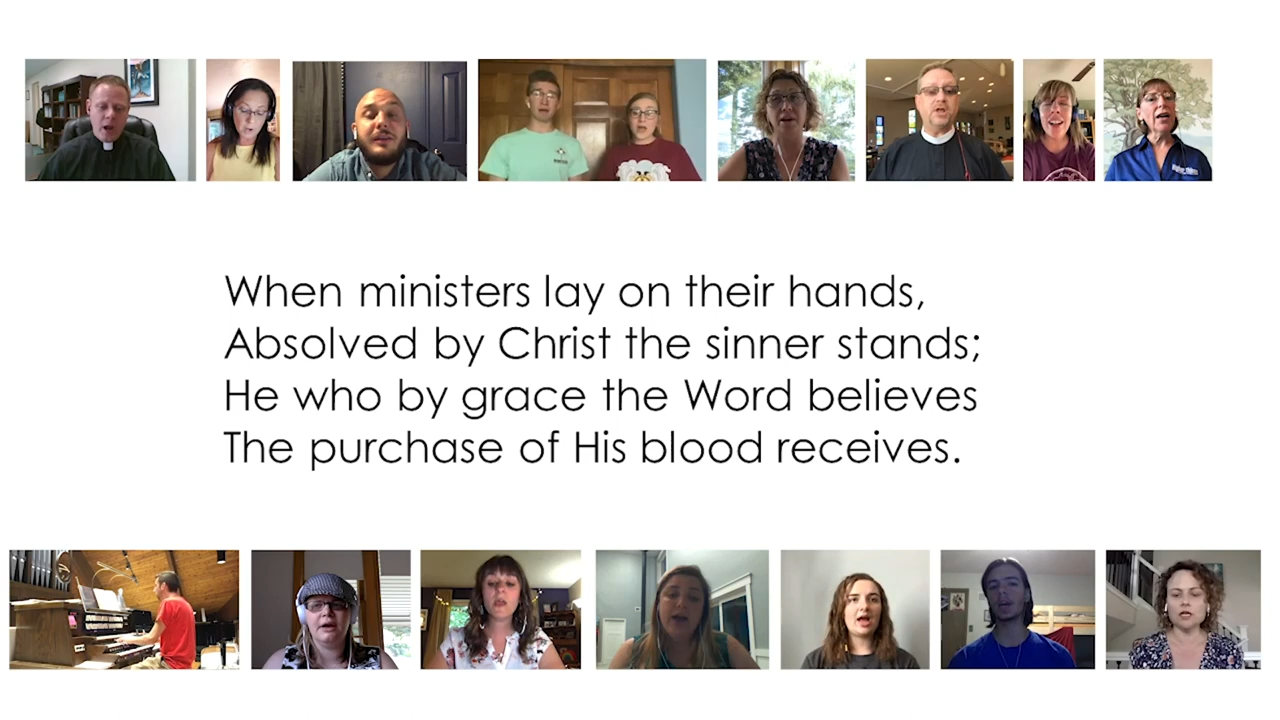 When ministers lay on their hands,
Absolved by Christ the sinner stands;
He who by grace the Word believes
The purchase of His blood receives.